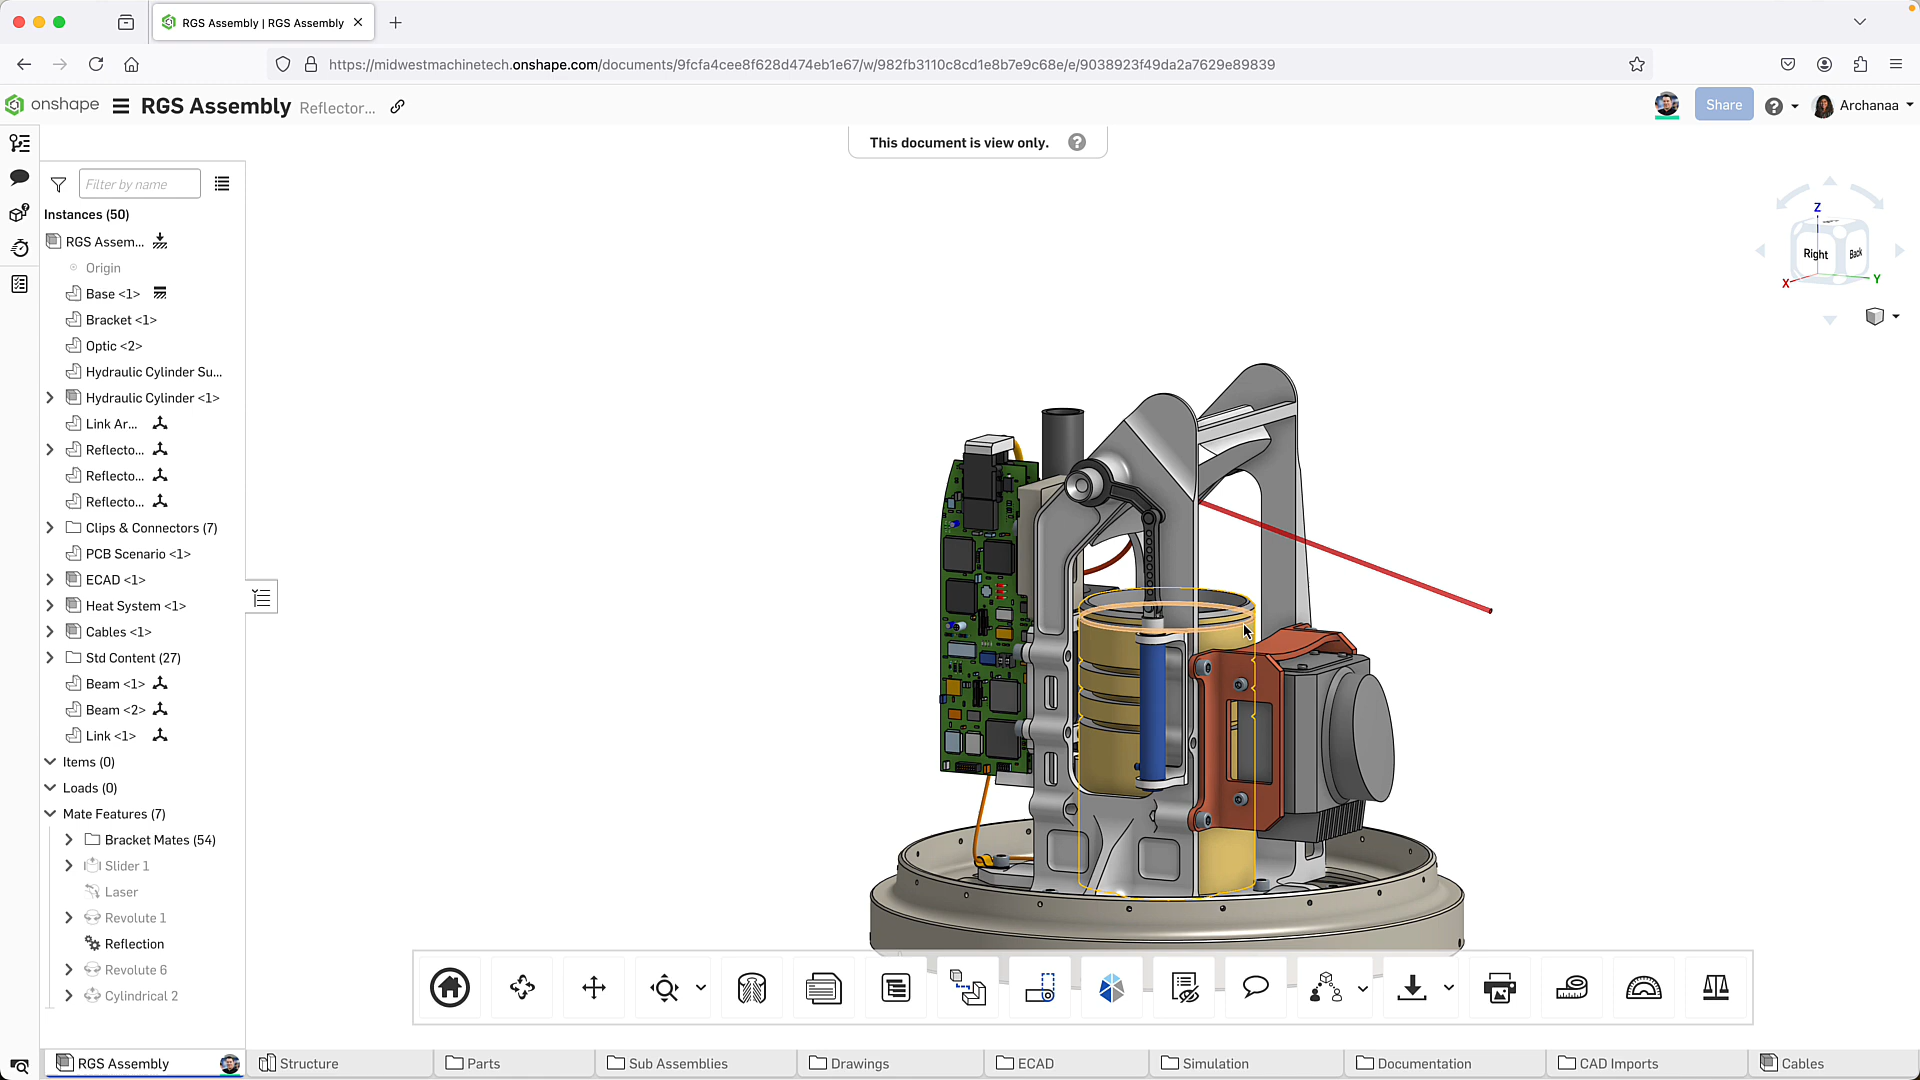 RGS Assembly | RGS Assembly
https://midwestmachinetech.onshape.com/documents/9fcfa4cee8f628d474eb1e67/w/982fb3110c8cd1e8b7e9c68e/e/9038923f49da2a7629e89839
onshape RGS Assembly Reflector... Share Archanaa
This document is view only.
Filter by name
Instances (50)
RGS Assem...
Origin
Base <1>
Bracket <1>
Optic <2>
Hydraulic Cylinder Su...
Hydraulic Cylinder <1>
Link Ar...
Reflecto...
Reflecto...
Reflecto...
Clips & Connectors (7)
PCB Scenario <1>
ECAD <1>
Heat System <1>
Cables <1>
Std Content (27)
Beam <1>
Beam <2>
Link <1>
Items (0)
Loads (0)
Mate Features (7)
Bracket Mates (54)
Slider 1
Laser
Revolute 1
Reflection
Revolute 6
Cylindrical 2
Z
Right Back
X Y
RGS Assembly Structure Parts Sub Assemblies Drawings ECAD Simulation Documentation CAD Imports Cables